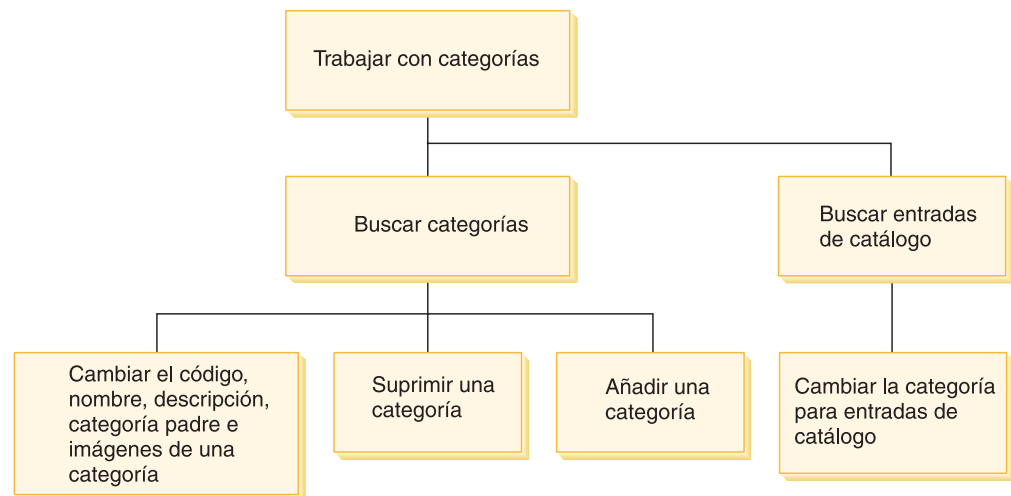 Trabajar con categorías
Buscar categorías
Buscar entradas
de catálogo
Cambiar el código,
nombre, descripción,
categoría padre e
imágenes de una
categoría
Suprimir una
categoría
Añadir una
categoría
Cambiar la categoría
para entradas de
catálogo